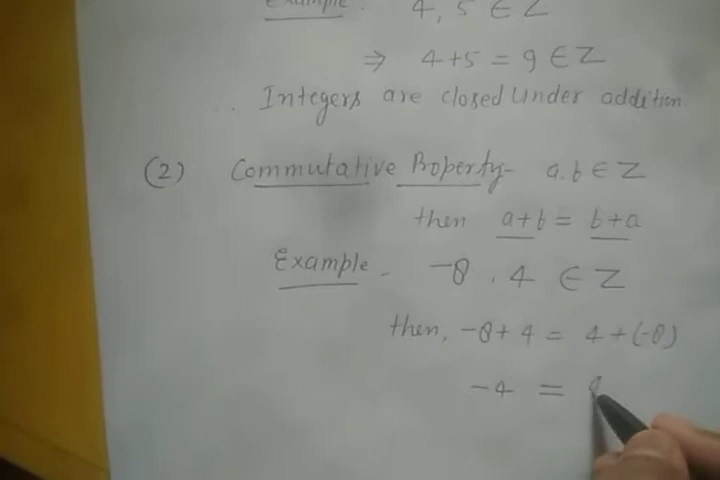 Example. 4, 5 ∈ Z
⇒ 4+5 = 9 ∈ Z
Integers are closed under addition.
(2) Commutative Property- a.b ∈ Z
then a+b = b+a
Example - -8 . 4 ∈ Z
then, -8+4 = 4+(-8)
-4 =